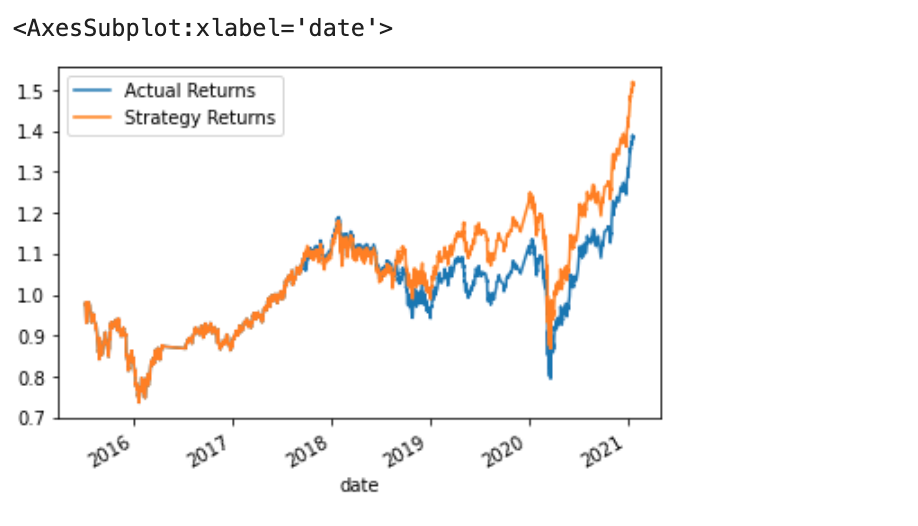 <AxesSubplot:xlabel='date'>
Actual Returns
Strategy Returns
1.5
1.4
1.3
1.2
1.1
1.0
0.9
0.8
0.7
2016 2017 2018 2019 2020 2021
date